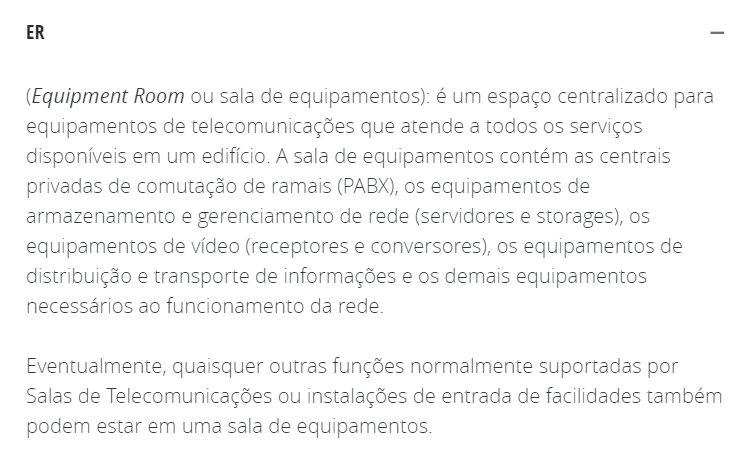 ER
(Equipment Room ou sala de equipamentos): é um espaço centralizado para
equipamentos de telecomunicações que atende a todos os serviços
disponíveis em um edifício. A sala de equipamentos contém as centrais
privadas de comutação de ramais (PABX), os equipamentos de
armazenamento e gerenciamento de rede (servidores e storages), os
equipamentos de vídeo (receptores e conversores), os equipamentos de
distribuição e transporte de informações e os demais equipamentos
necessários ao funcionamento da rede.
Eventualmente, quaisquer outras funções normalmente suportadas por
Salas de Telecomunicações ou instalações de entrada de facilidades também
podem estar em uma sala de equipamentos.